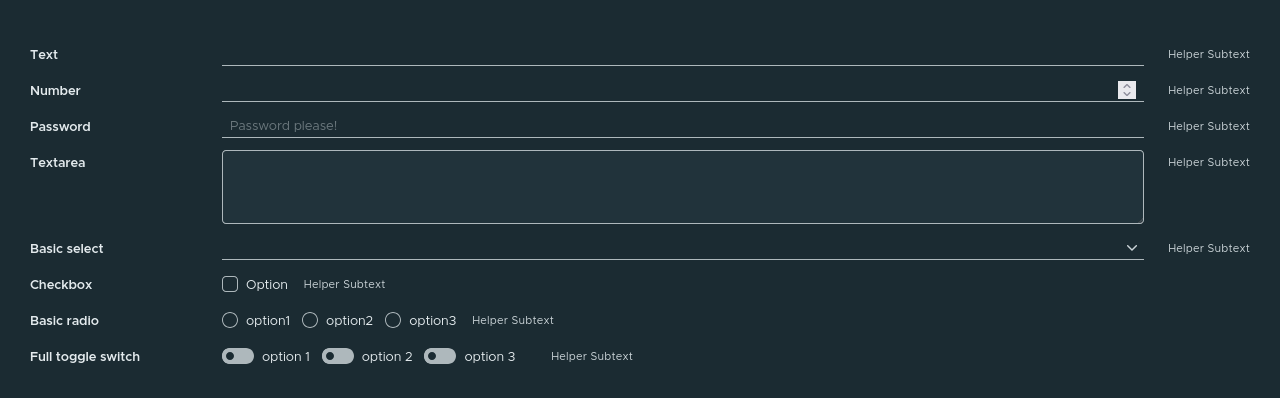 Text Helper Subtext
Number Helper Subtext
Password Password please! Helper Subtext
Textarea Helper Subtext
Basic select Helper Subtext
Checkbox Option Helper Subtext
Basic radio option1 option2 option3 Helper Subtext
Full toggle switch option 1 option 2 option 3 Helper Subtext